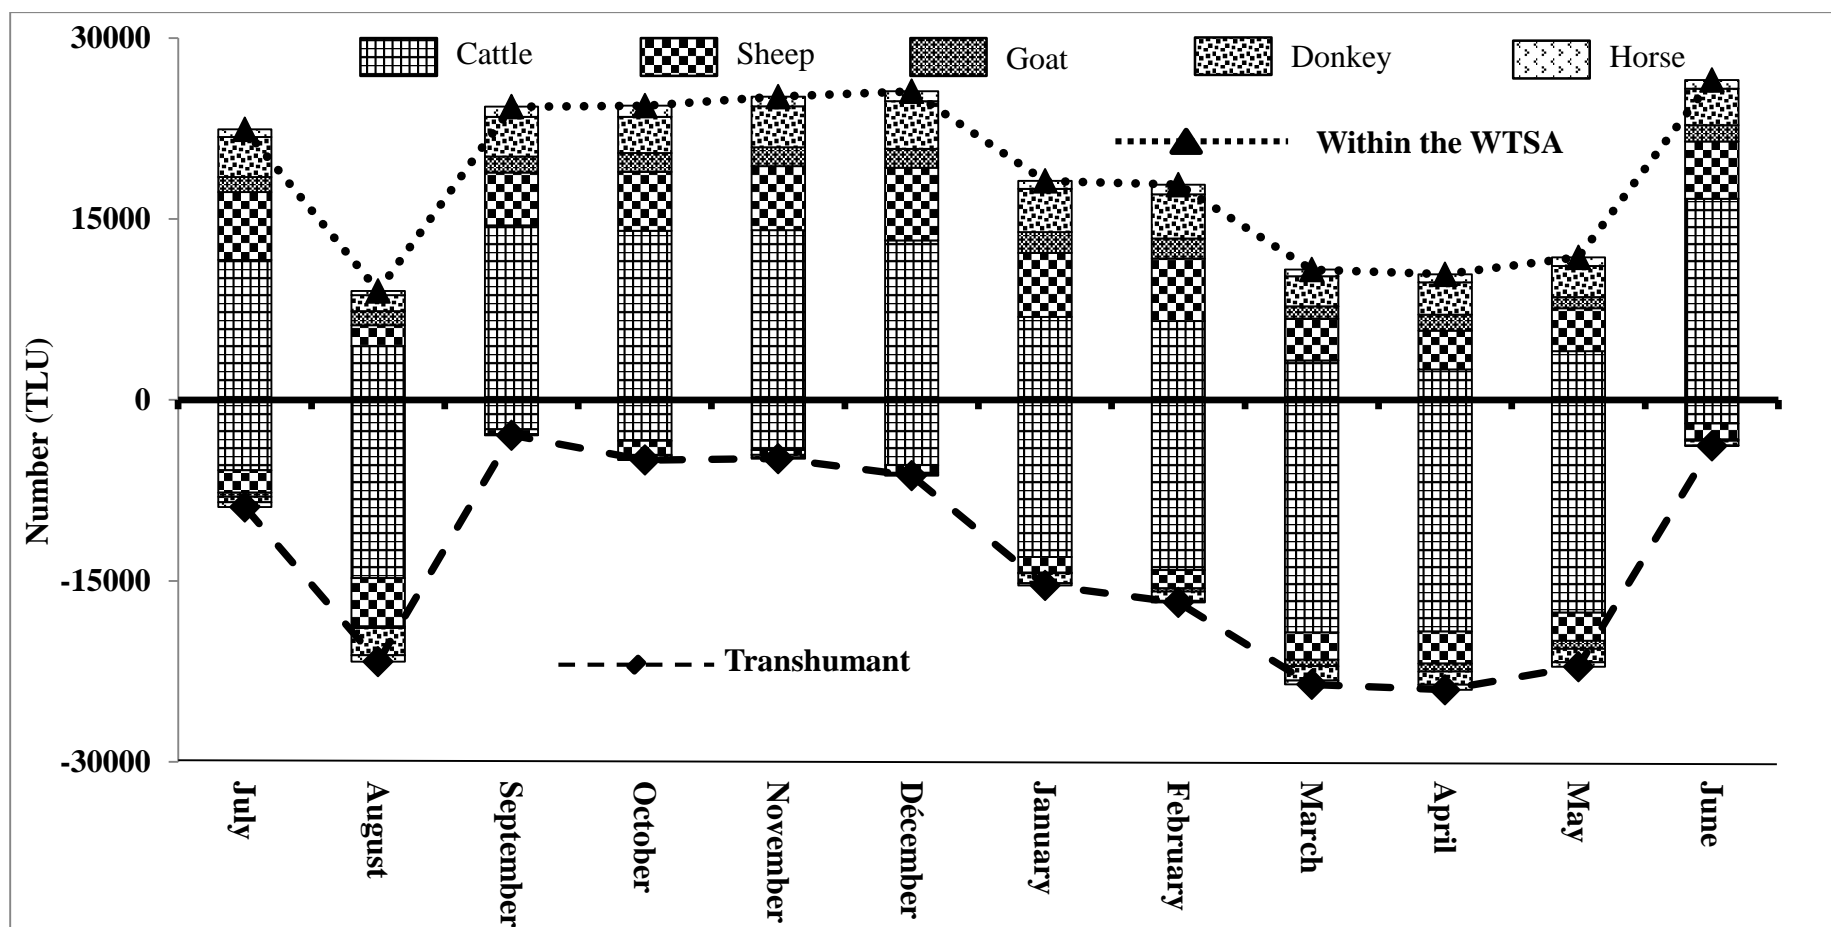 30000
Cattle
Sheep
Goat
Donkey
Horse
Within the WTSA
15000
0
Number (TLU)
-15000
Transhumant
-30000
July
August
September
October
November
Décember
January
February
March
April
May
June